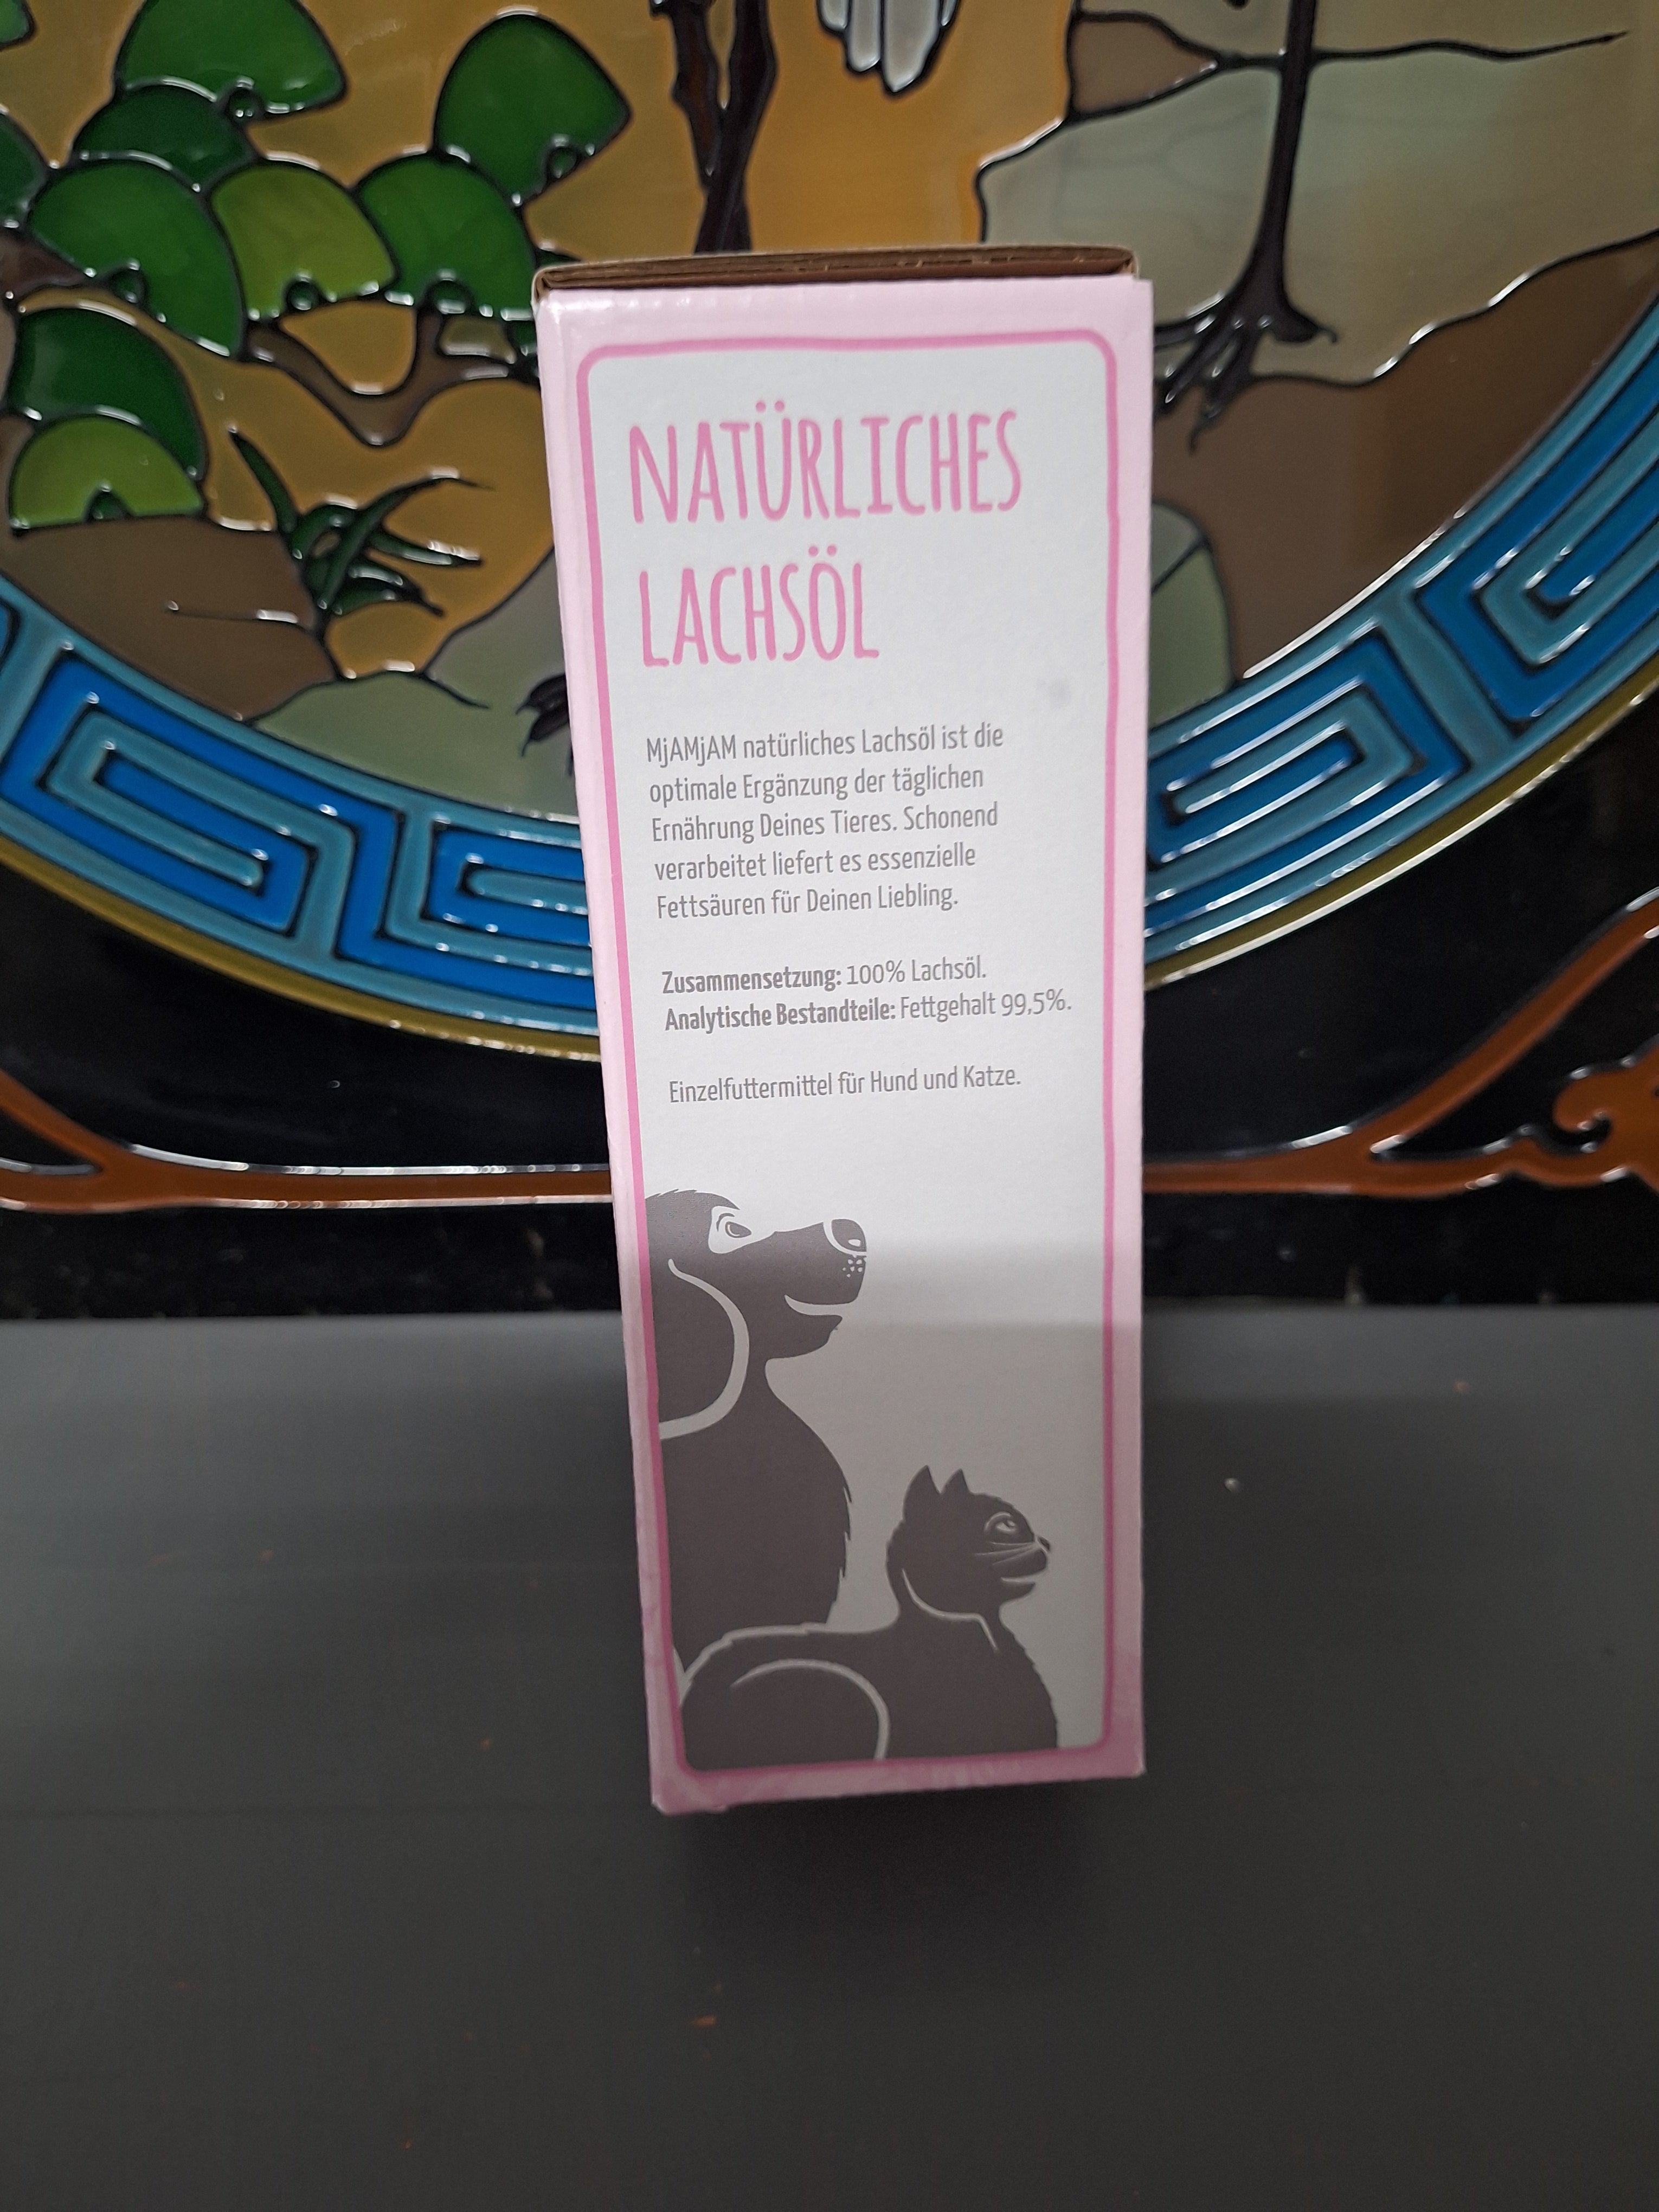 NATÜRLICHES
LACHSÖL
MjAMjAM natürliches Lachsöl ist die
optimale Ergänzung der täglichen
Ernährung Deines Tieres. Schonend
verarbeitet liefert es essenzielle
Fettsäuren für Deinen Liebling.
Zusammensetzung: 100% Lachsöl.
Analytische Bestandteile: Fettgehalt 99,5%.
Einzelfuttermittel für Hund und Katze.